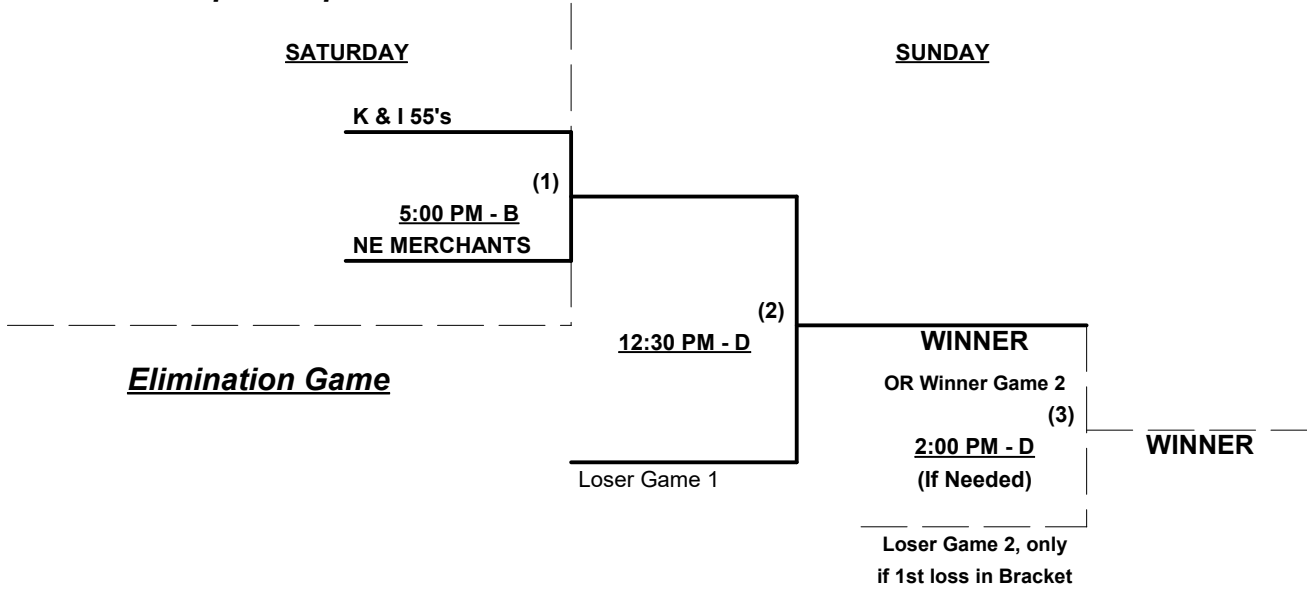 SATURDAY
SUNDAY
K & I 55's
(1)
5:00 PM - B
NE MERCHANTS
(2)
12:30 PM - D
WINNER
Elimination Game
OR Winner Game 2
(3)
2:00 PM - D
WINNER
Loser Game 1
(If Needed)
Loser Game 2, only
if 1st loss in Bracket